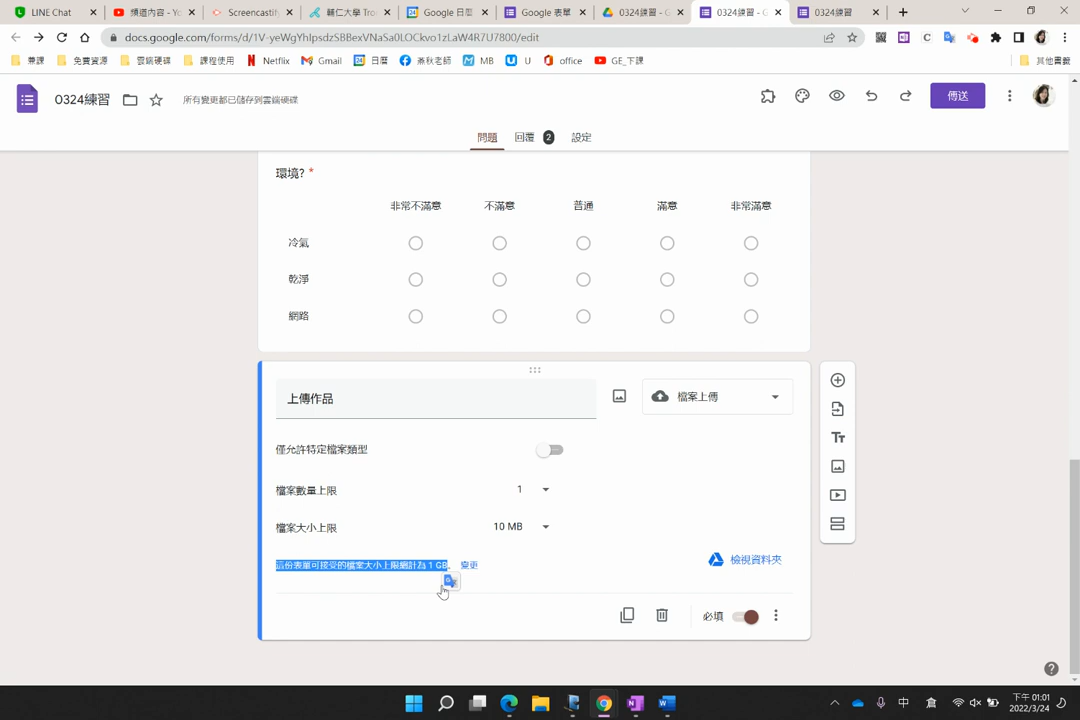 LINE Chat
頻道內容 - Yo
Screencastify
輔仁大學 Tro
Google 日曆
Google 表單
0324練習 - G
0324練習 - G
0324練習
docs.google.com/forms/d/1V-yeWgYhIpsdzSBBexVNaSa0LOCkvo1zLaW4R7U7800/edit
兼課
免費資源
雲端硬碟
課程使用
Netflix
Gmail
日曆
燕秋老師
MB
U
office
GE_下課
其他書籤
0324練習
所有變更都已儲存到雲端硬碟
傳送
問題
回覆
2
設定
環境? *
非常不滿意
不滿意
普通
滿意
非常滿意
冷氣
乾淨
網路
上傳作品
檔案上傳
僅允許特定檔案類型
檔案數量上限
1
檔案大小上限
10 MB
這份表單可接受的檔案大小上限總計為 1 GB。 變更
檢視資料夾
必填
中
倉
下午 01:01
2022/3/24